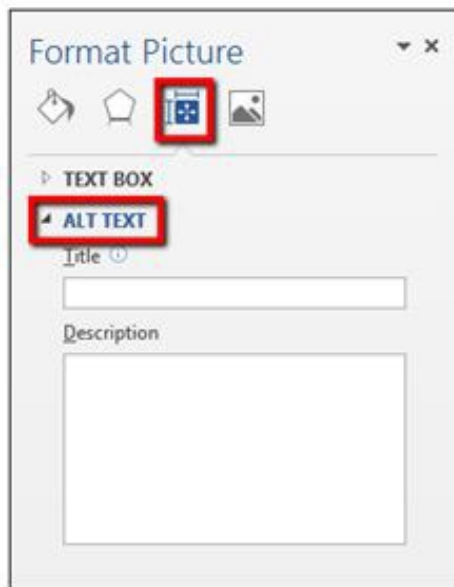 Format Picture
TEXT BOX
ALT TEXT
Title
Description